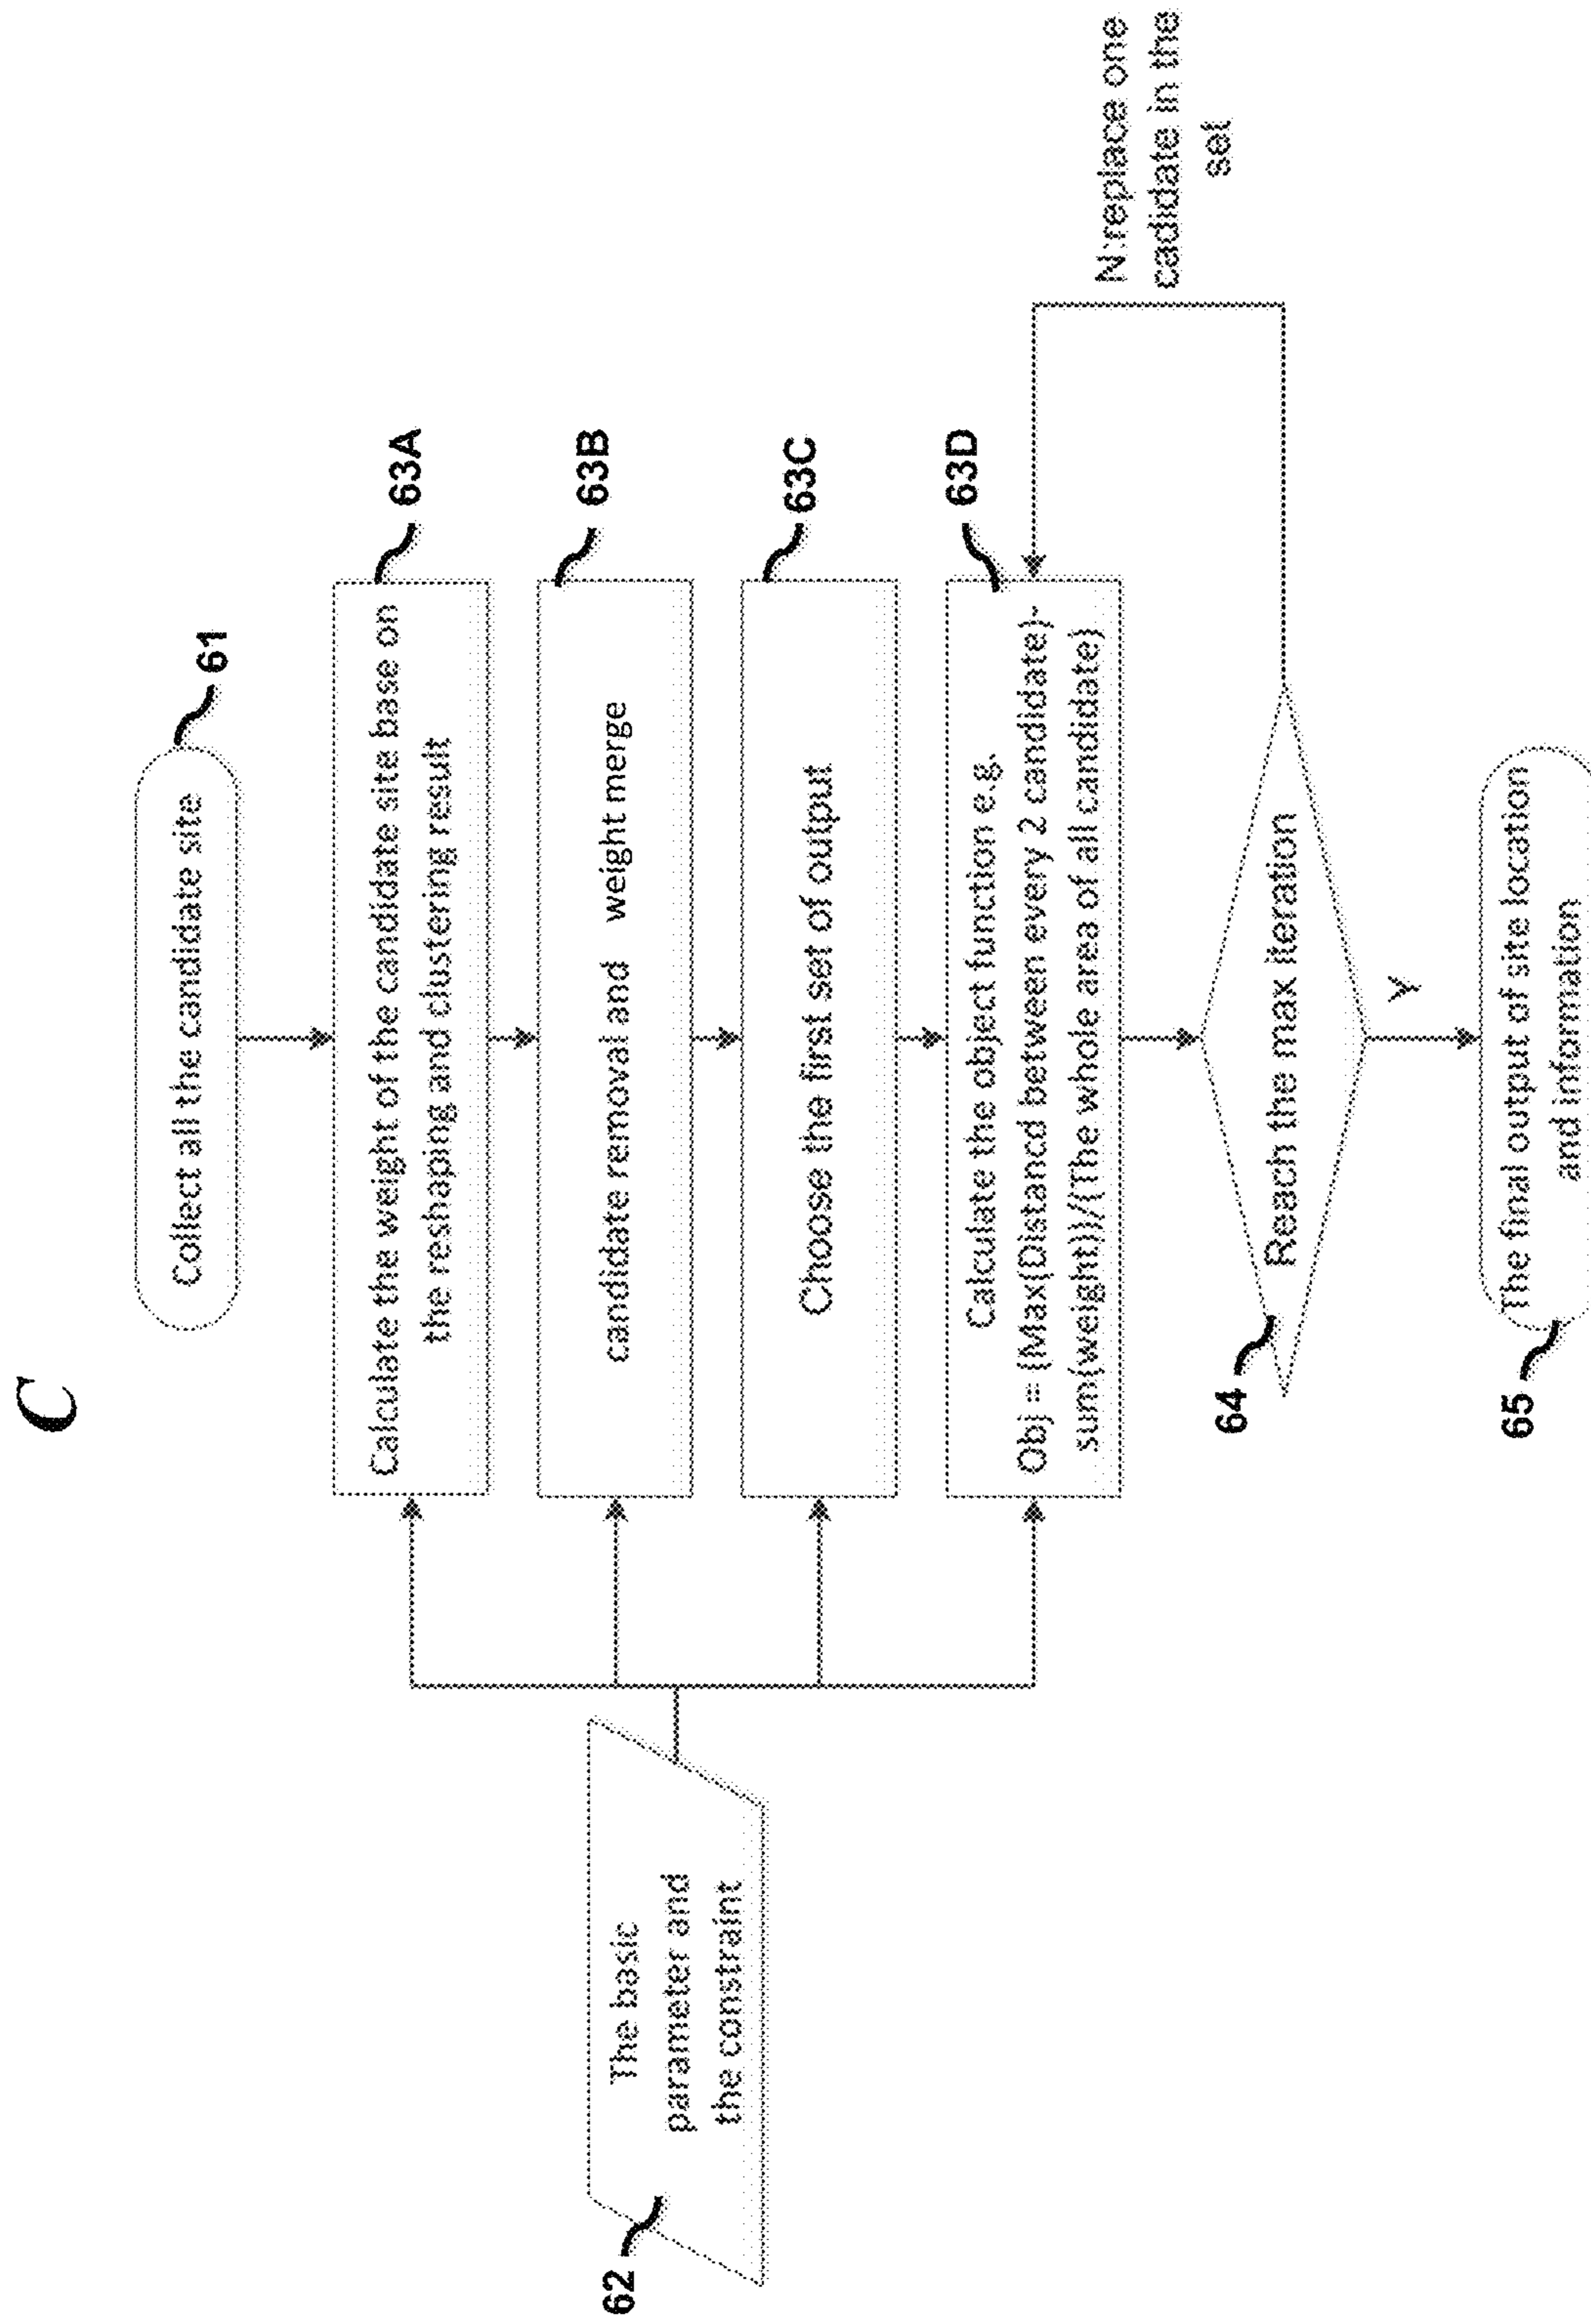 C
Collect all the candidate site
61
Calculate the weight of the candidate site base on
the reshaping and clustering result
63A
candidate removal and weight merge
63B
The basic
parameter and
the constraint
62
Choose the first set of output
63C
Calculate the object function e.g.
Obj = {Max(Distancd between every 2 candidate)-
sum(weight)}/{The whole area of all candidate}
63D
N:replace one
cadidate in the
set
Reach the max iteration
64
Y
The final output of site location
and information
65